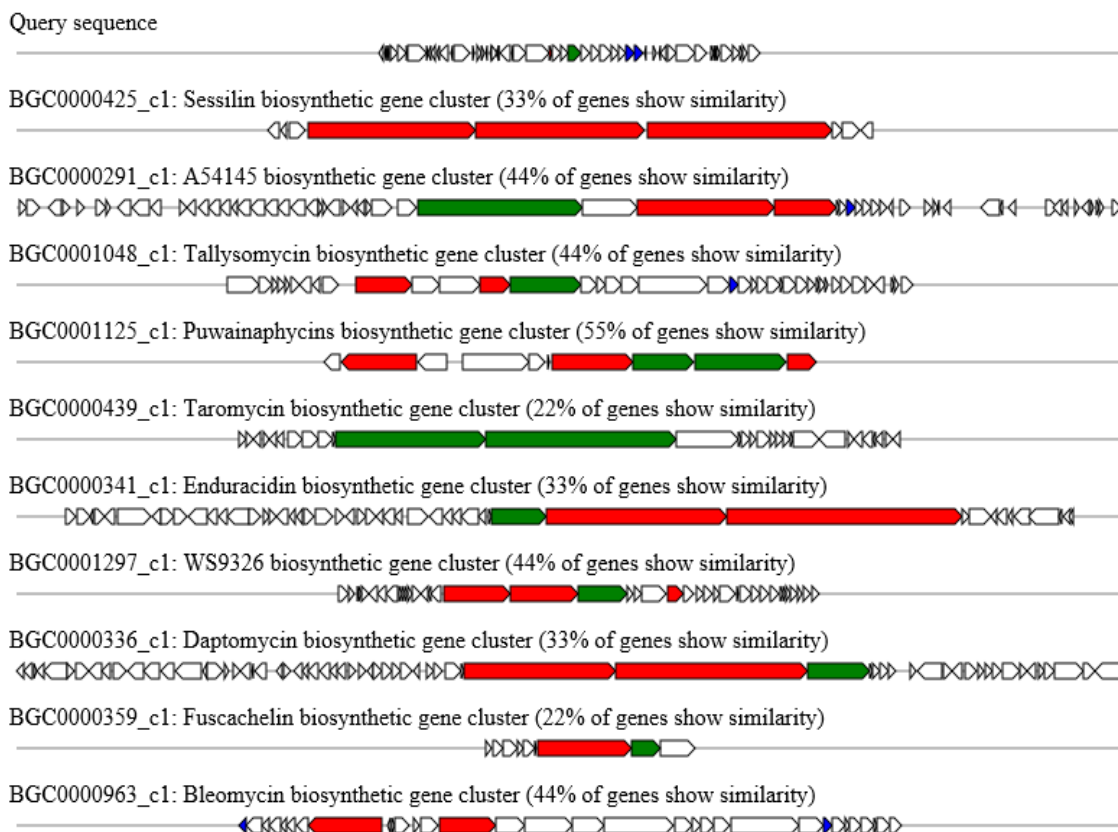 Query sequence
BGC0000425_c1: Sessilin biosynthetic gene cluster (33% of genes show similarity)
BGC0000291_c1: A54145 biosynthetic gene cluster (44% of genes show similarity)
BGC0001048_c1: Tallysomycin biosynthetic gene cluster (44% of genes show similarity)
BGC0001125_c1: Puwainaphycins biosynthetic gene cluster (55% of genes show similarity)
BGC0000439_c1: Taromycin biosynthetic gene cluster (22% of genes show similarity)
BGC0000341_c1: Enduracidin biosynthetic gene cluster (33% of genes show similarity)
BGC0001297_c1: WS9326 biosynthetic gene cluster (44% of genes show similarity)
BGC0000336_c1: Daptomycin biosynthetic gene cluster (33% of genes show similarity)
BGC0000359_c1: Fuscachelin biosynthetic gene cluster (22% of genes show similarity)
BGC0000963_c1: Bleomycin biosynthetic gene cluster (44% of genes show similarity)